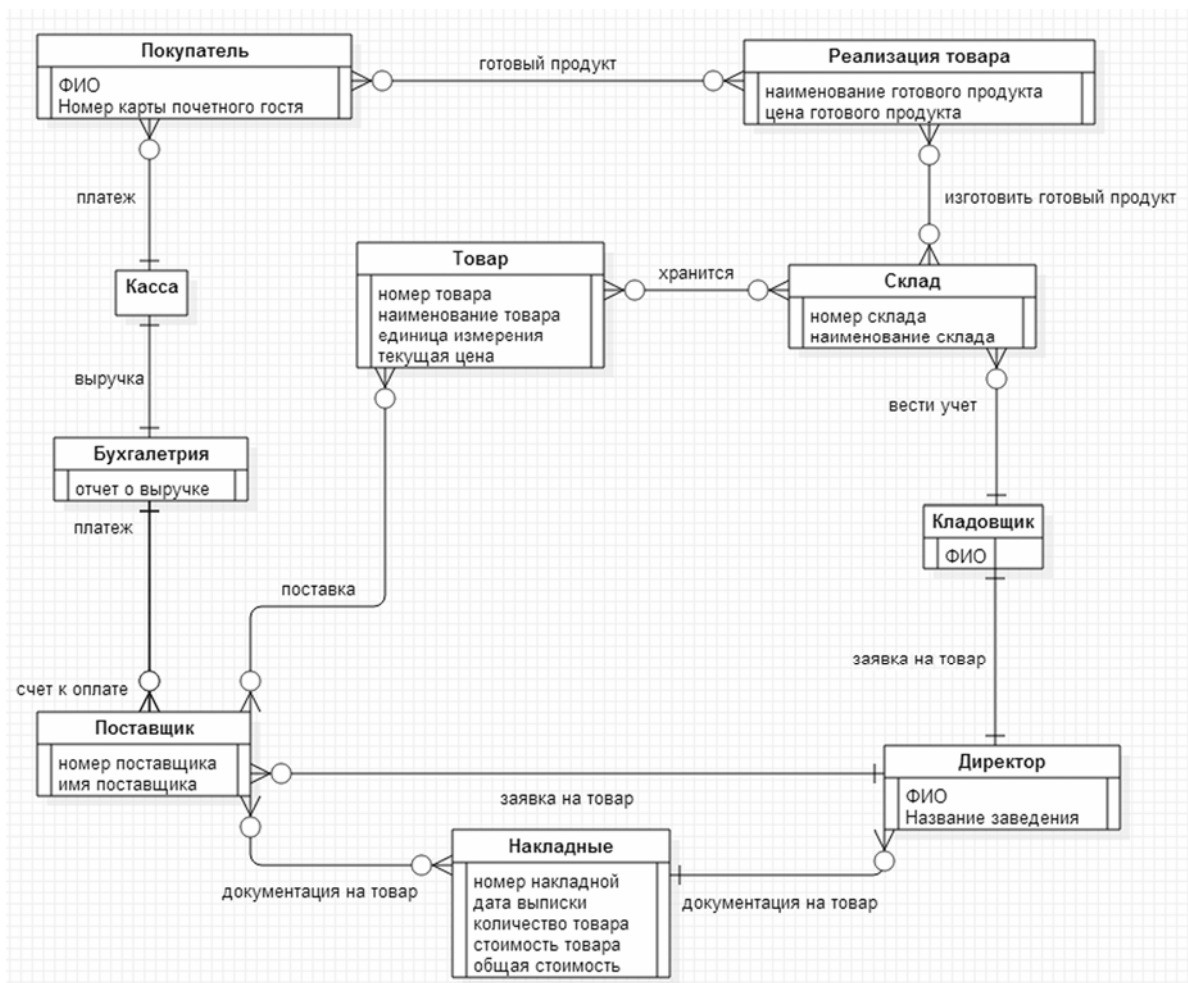 Покупатель
ФИО
Номер карты почетного гостя
готовый продукт
Реализация товара
наименование готового продукта
цена готового продукта
платеж
изготовить готовый продукт
Касса
Товар
номер товара
наименование товара
единица измерения
текущая цена
хранится
Склад
номер склада
наименование склада
выручка
вести учет
Бухгалетрия
отчет о выручке
платеж
Кладовщик
ФИО
поставка
заявка на товар
счет к оплате
Поставщик
номер поставщика
имя поставщика
заявка на товар
Директор
ФИО
Название заведения
документация на товар
Накладные
номер накладной
дата выписки
количество товара
стоимость товара
общая стоимость
документация на товар